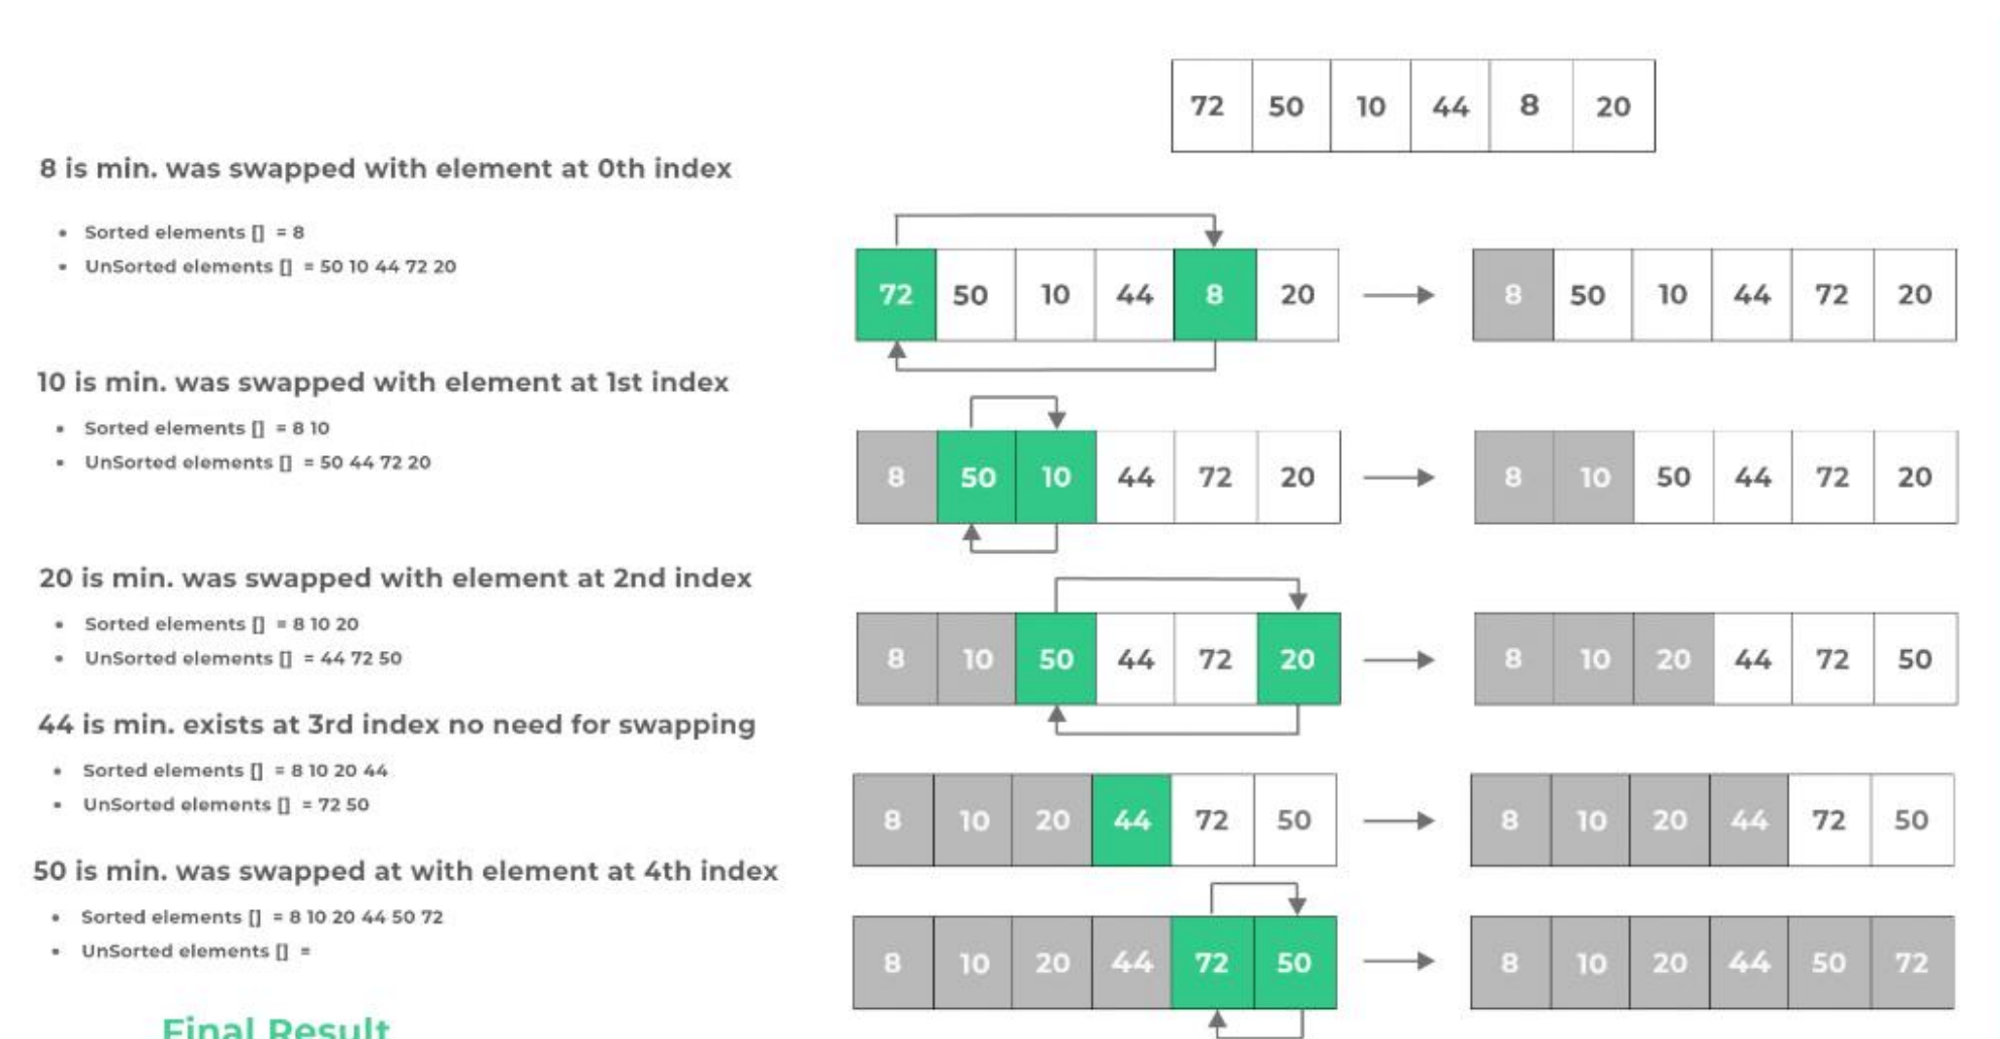 72 50 10 44 8 20
8 is min. was swapped with element at 0th index
• Sorted elements [] = 8
• UnSorted elements [] = 50 10 44 72 20
72 50 10 44 8 20
8 50 10 44 72 20
10 is min. was swapped with element at 1st index
• Sorted elements [] = 8 10
• UnSorted elements [] = 50 44 72 20
8 50 10 44 72 20
8 10 50 44 72 20
20 is min. was swapped with element at 2nd index
• Sorted elements [] = 8 10 20
• UnSorted elements [] = 44 72 50
8 10 50 44 72 20
8 10 20 44 72 50
44 is min. exists at 3rd index no need for swapping
• Sorted elements [] = 8 10 20 44
• UnSorted elements [] = 72 50
8 10 20 44 72 50
8 10 20 44 72 50
50 is min. was swapped at with element at 4th index
• Sorted elements [] = 8 10 20 44 50 72
• UnSorted elements [] =
8 10 20 44 72 50
8 10 20 44 50 72
Final Result